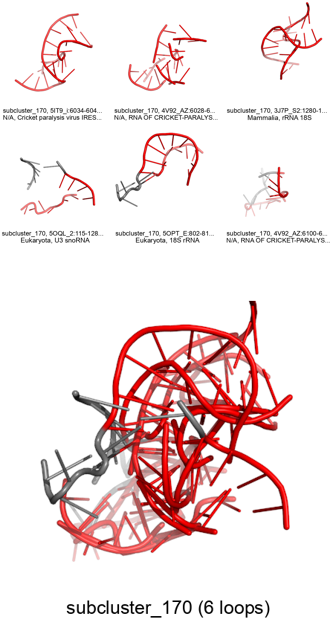 subcluster_170, 5IT9_i:6034-604...
N/A, Cricket paralysis virus IRES...
subcluster_170, 4V92_AZ:6028-6...
N/A, RNA OF CRICKET-PARALYS...
subcluster_170, 3J7P_S2:1280-1...
Mammalia, rRNA 18S
subcluster_170, 5OQL_2:115-128...
Eukaryota, U3 snoRNA
subcluster_170, 5OPT_E:802-81...
Eukaryota, 18S rRNA
subcluster_170, 4V92_AZ:6100-6...
N/A, RNA OF CRICKET-PARALYS...
subcluster_170 (6 loops)